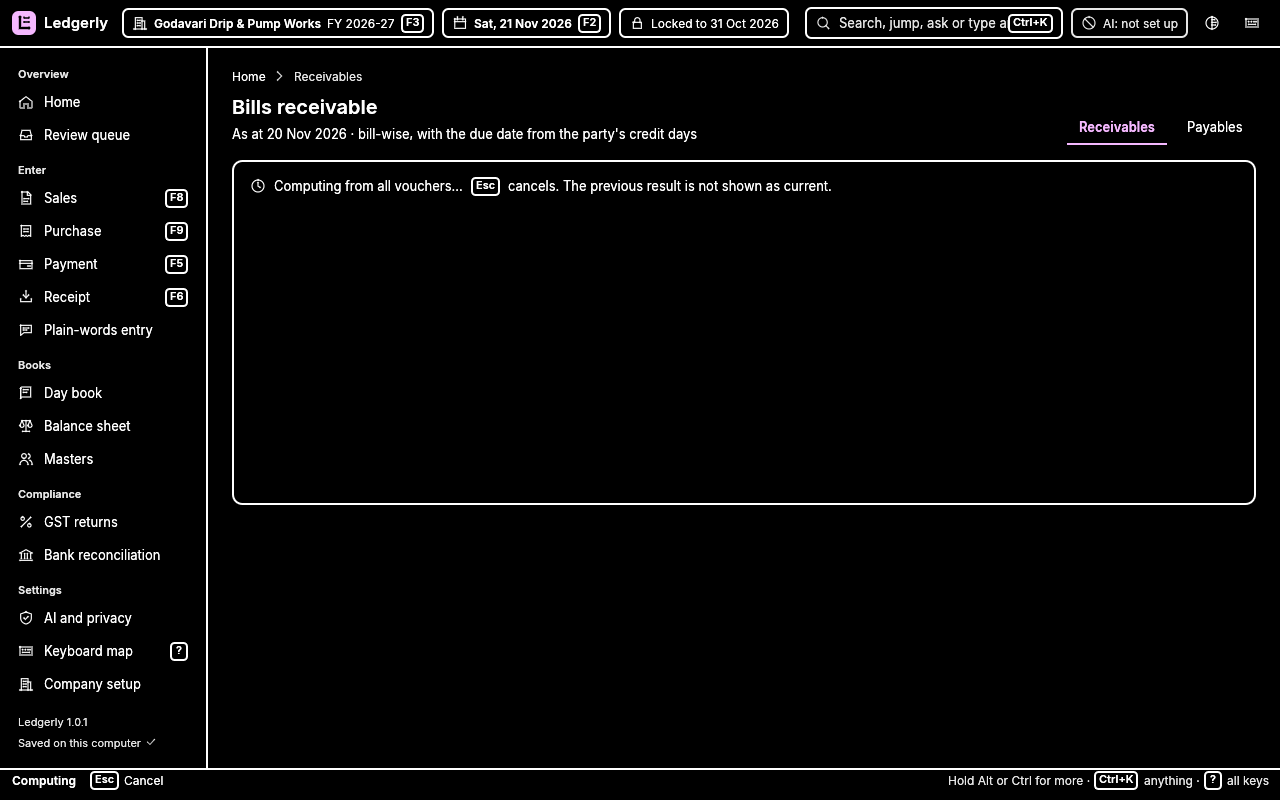 Ledgerly
Godavari Drip & Pump Works FY 2026-27 F3
Sat, 21 Nov 2026 F2
Locked to 31 Oct 2026
Search, jump, ask or type a Ctrl+K
AI: not set up
Overview
Home
Review queue
Enter
Sales F8
Purchase F9
Payment F5
Receipt F6
Plain-words entry
Books
Day book
Balance sheet
Masters
Compliance
GST returns
Bank reconciliation
Settings
AI and privacy
Keyboard map ?
Company setup
Ledgerly 1.0.1
Saved on this computer
Home > Receivables
Bills receivable
As at 20 Nov 2026 · bill-wise, with the due date from the party's credit days
Receivables Payables
Computing from all vouchers... Esc cancels. The previous result is not shown as current.
Computing Esc Cancel
Hold Alt or Ctrl for more · Ctrl+K anything · ? all keys